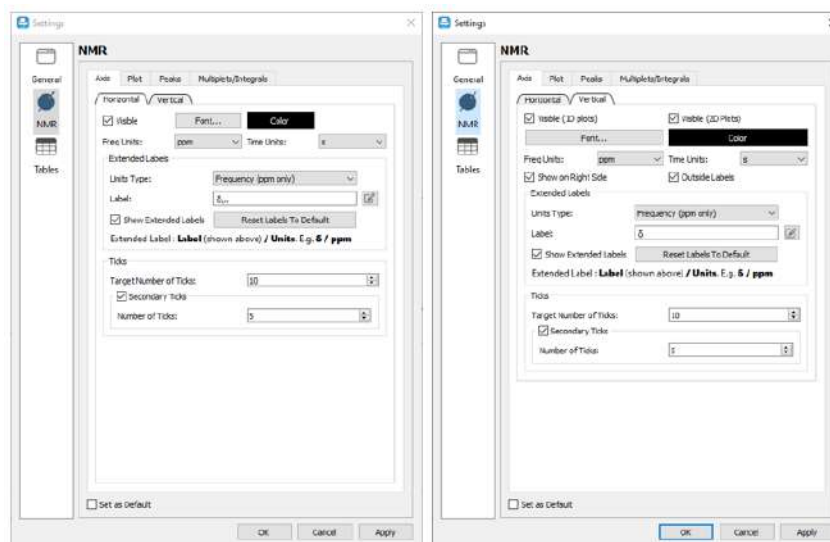 Settings
NMR
General
NMR
Tables
Axis Plot Peaks Multiplets/Integrals
Horizontal Vertical
Visible Font... Color
Freq Units: ppm Time Units: s
Extended Labels
Units Type: Frequency (ppm only)
Label:
Show Extended Labels Reset Labels To Default
Extended Label : Label (shown above) / Units. E.g. δ / ppm
Ticks
Target Number of Ticks: 10
Secondary Ticks
Number of Ticks: 5
Set as Default
OK Cancel Apply
Settings
NMR
General
NMR
Tables
Axis Plot Peaks Multiplets/Integrals
Horizontal Vertical
Visible (1D plots) Visible (2D Plots)
Font... Color
Freq Units: ppm Time Units: s
Show on Right Side Outside Labels
Extended Labels
Units Type: Frequency (ppm only)
Label: δ
Show Extended Labels Reset Labels To Default
Extended Label : Label (shown above) / Units. E.g. δ / ppm
Ticks
Target Number of Ticks: 10
Secondary Ticks
Number of Ticks: 5
Set as Default
OK Cancel Apply